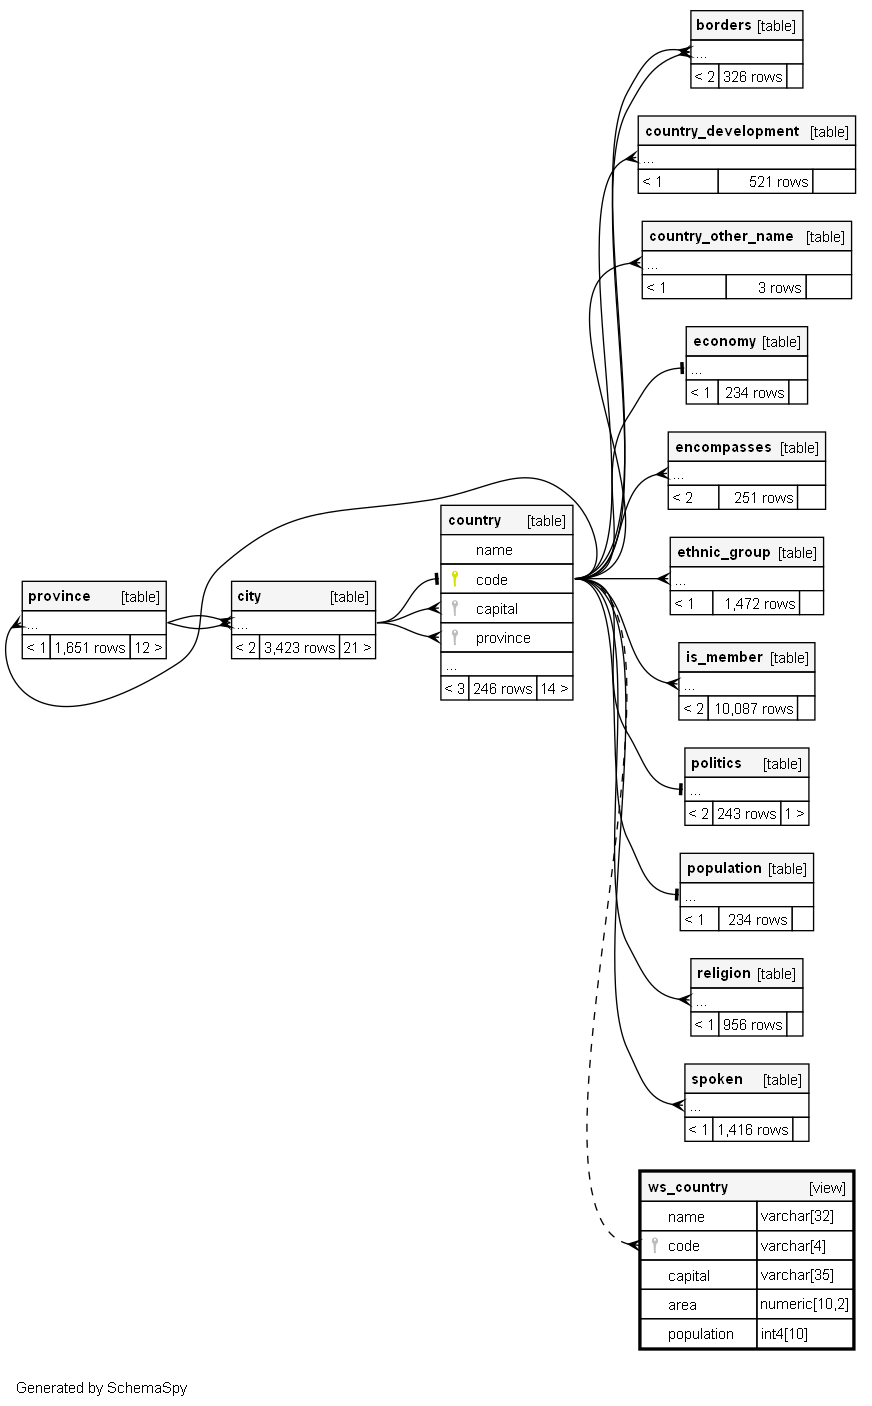 borders [table]
...
< 2 326 rows
country_development [table]
...
< 1 521 rows
country_other_name [table]
...
< 1 3 rows
economy [table]
...
< 1 234 rows
encompasses [table]
...
< 2 251 rows
country [table]
name
code
capital
province
...
< 3 246 rows 14 >
ethnic_group [table]
...
< 1 1,472 rows
province [table]
...
< 1 1,651 rows 12 >
city [table]
...
< 2 3,423 rows 21 >
is_member [table]
...
< 2 10,087 rows
politics [table]
...
< 2 243 rows 1 >
population [table]
...
< 1 234 rows
religion [table]
...
< 1 956 rows
spoken [table]
...
< 1 1,416 rows
ws_country [view]
name varchar[32]
code varchar[4]
capital varchar[35]
area numeric[10,2]
population int4[10]
Generated by SchemaSpy